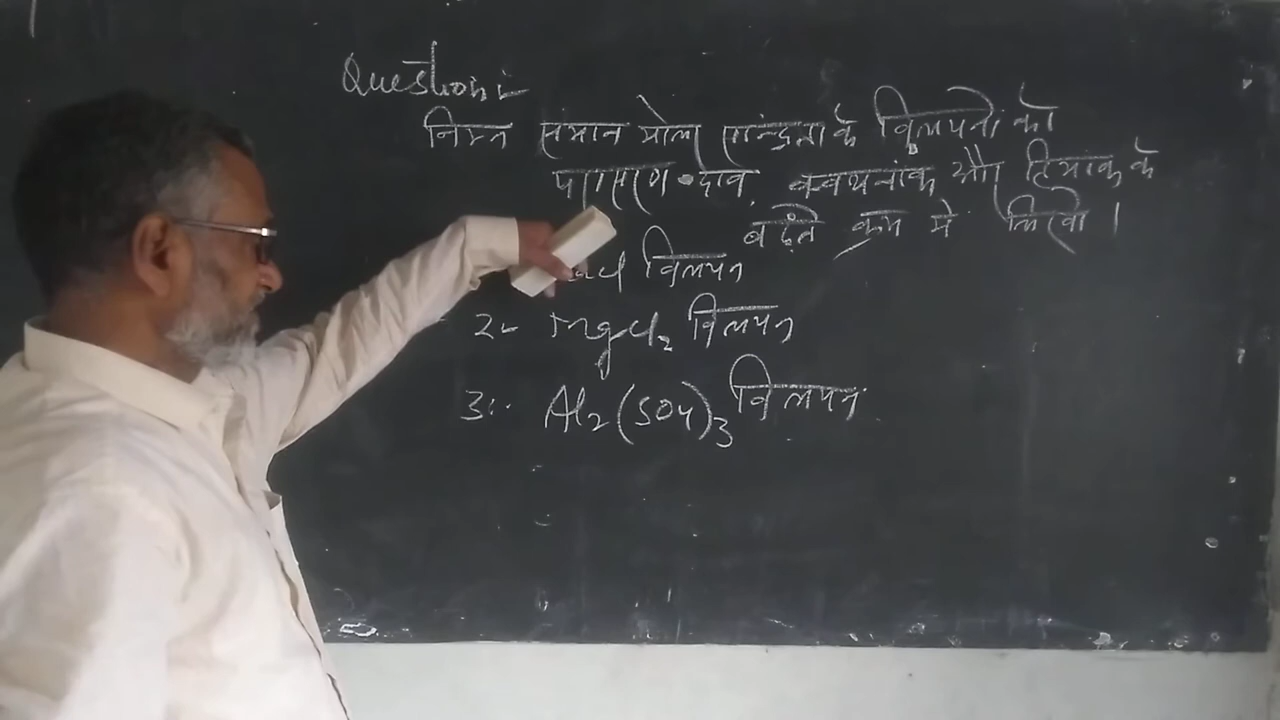 Question:-
निम्न समान मोलर सान्द्रता के विलयनो को
परासरण दाव, क्वथनांक और हिमांक के
बढ़ते क्रम मे लिखो ।
विलयन
2:- MgCl₂ विलयन
3:- Al₂(SO₄)₃ विलयन